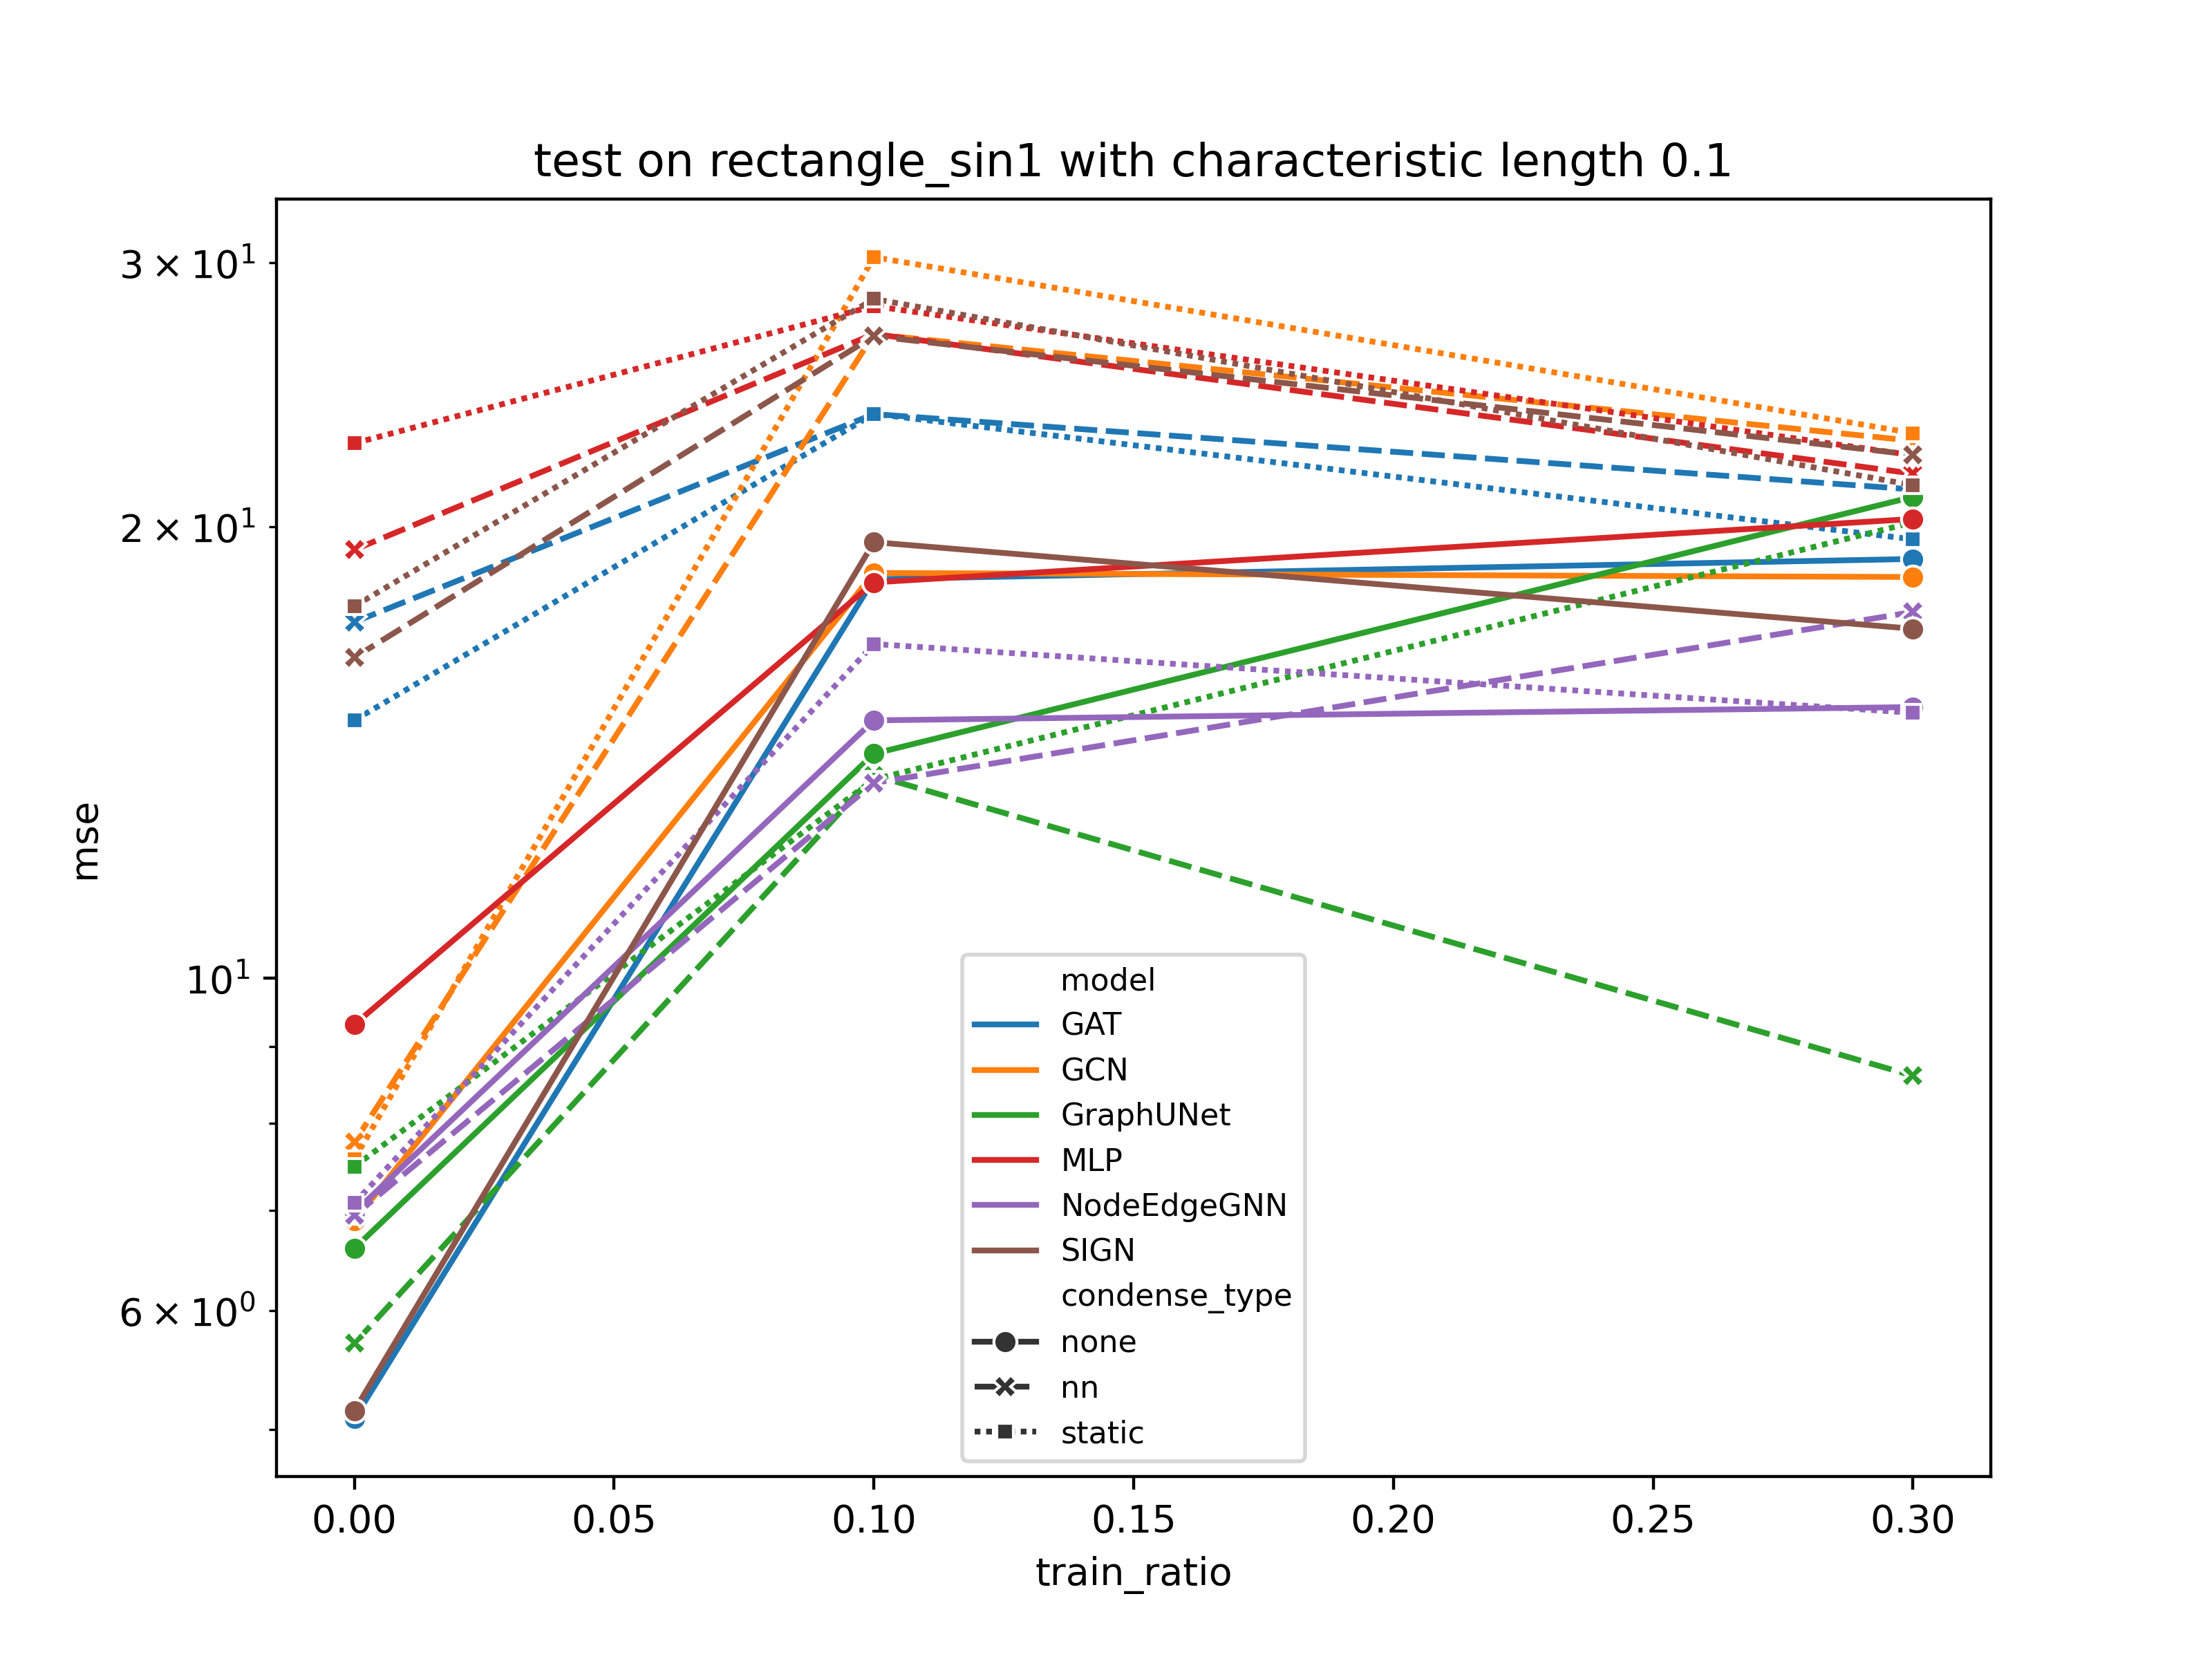 test on rectangle_sin1 with characteristic length 0.1
3 × 10¹
2 × 10¹
10¹
6 × 10⁰
mse
model
GAT
GCN
GraphUNet
MLP
NodeEdgeGNN
SIGN
condense_type
none
nn
static
0.00 0.05 0.10 0.15 0.20 0.25 0.30
train_ratio